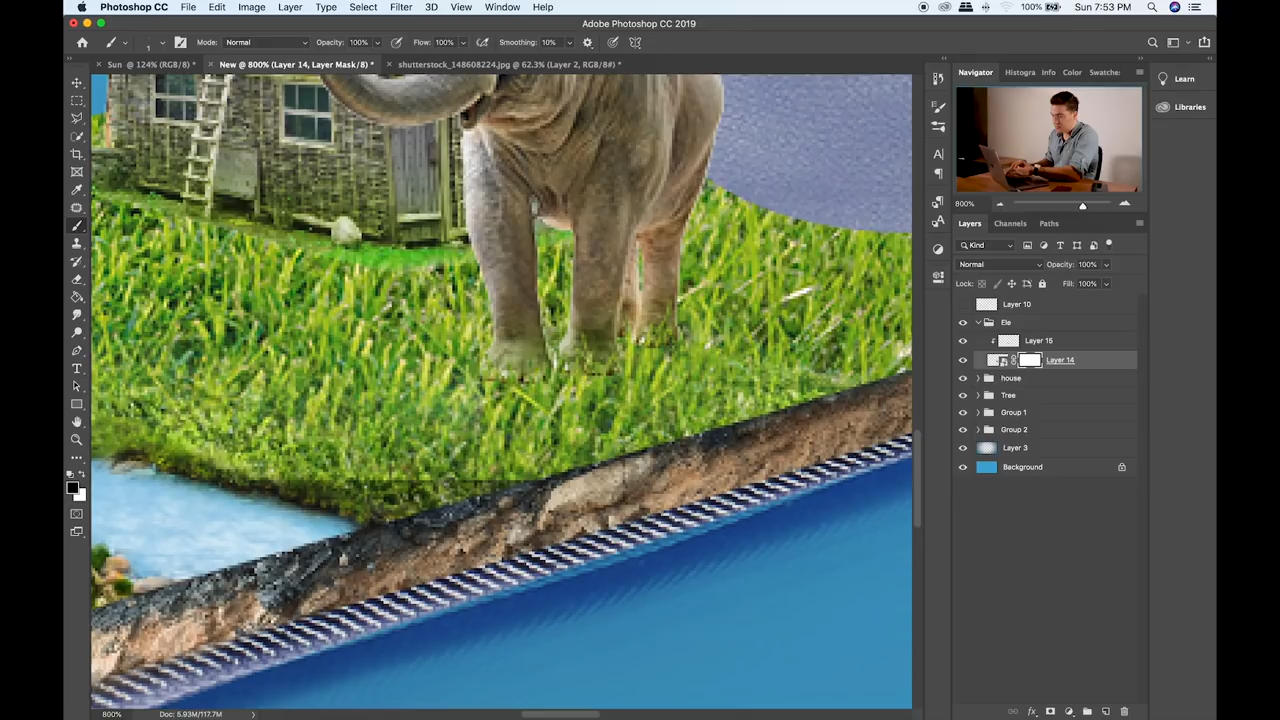 Photoshop CC File Edit Image Layer Type Select Filter 3D View Window Help 100% Sun 7:53 PM
Adobe Photoshop CC 2019
1 Mode: Normal Opacity: 100% Flow: 100% Smoothing: 10%
Sun @ 124% (RGB/8) * New @ 800% (Layer 14, Layer Mask/8) * shutterstock_148608224.jpg @ 62.3% (Layer 2, RGB/8#) *
Navigator Histogra Info Color Swatche:
Learn
Libraries
800%
Layers Channels Paths
Kind
Normal Opacity: 100%
Lock: Fill: 100%
Layer 10
Ele
Layer 15
Layer 14
house
Tree
Group 1
Group 2
Layer 3
Background
800% Doc: 5.93M/117.7M